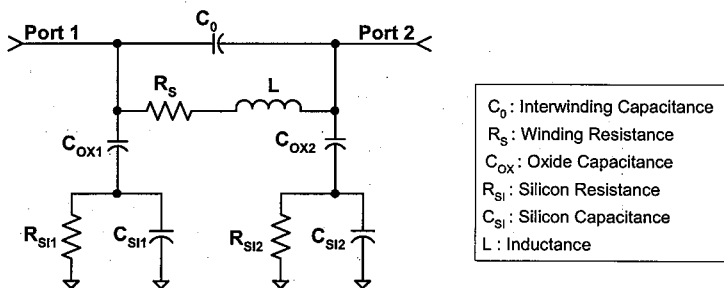 C0
Port 1
Port 2
RS
L
COX1
COX2
RSI1
CSI1
RSI2
CSI2
C0 : Interwinding Capacitance
RS : Winding Resistance
COX : Oxide Capacitance
RSI : Silicon Resistance
CSI : Silicon Capacitance
L : Inductance